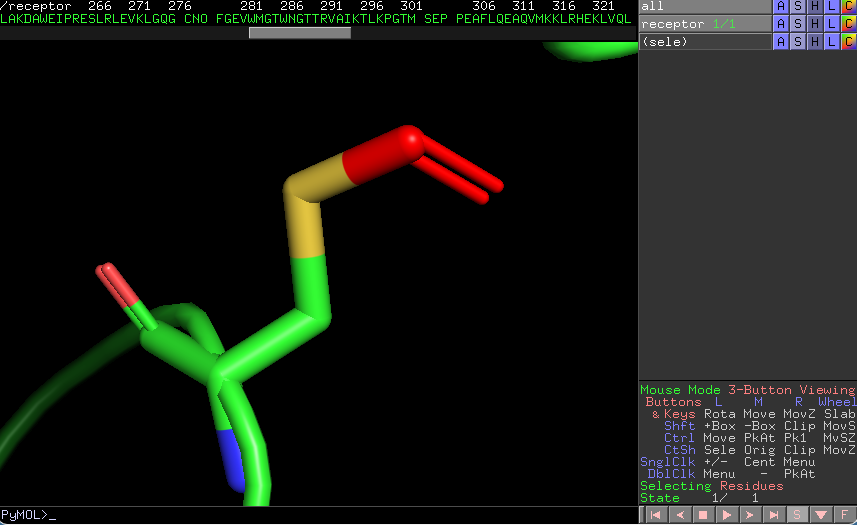 /receptor 266 271 276 281 286 291 296 301 306 311 316 321
LAKDAWEIPRESLRLEVKLGQG CNO FGEVWMGTWNGTTRVAIKTLKPGTM SEP PEAFLQEAQVMKKLRHEKLVQL
all A S H L C
receptor 1/1 A S H L C
(sele) A S H L C
Mouse Mode 3-Button Viewing
Buttons L M R Wheel
& Keys Rota Move MovZ Slab
Shft +Box -Box Clip MovS
Ctrl Move PkAt Pk1 MvSZ
CtSh Sele Orig Clip MovZ
SnglClk +/- Cent Menu
DblClk Menu - PkAt
Selecting Residues
State 1/ 1
PyMOL>_
S F